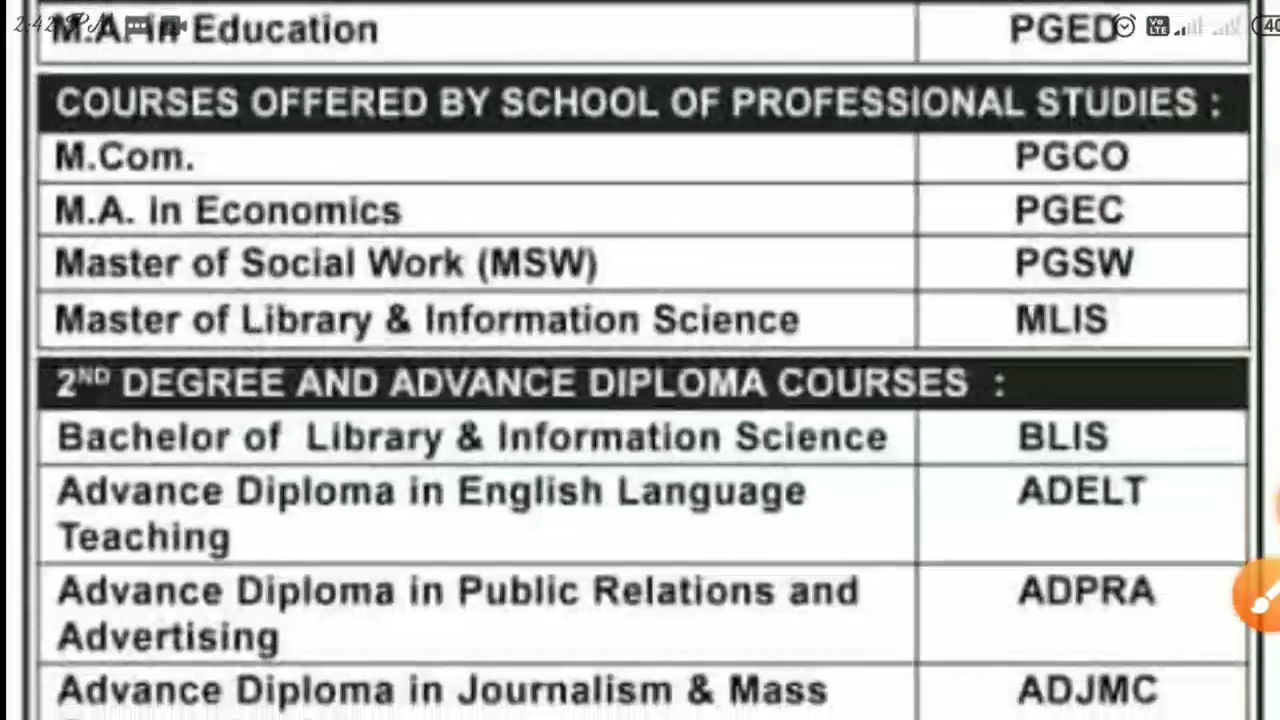 2:42 PM
M.A. in Education PGED
COURSES OFFERED BY SCHOOL OF PROFESSIONAL STUDIES :
M.Com. PGCO
M.A. in Economics PGEC
Master of Social Work (MSW) PGSW
Master of Library & Information Science MLIS
2ND DEGREE AND ADVANCE DIPLOMA COURSES :
Bachelor of Library & Information Science BLIS
Advance Diploma in English Language ADELT
Teaching
Advance Diploma in Public Relations and ADPRA
Advertising
Advance Diploma in Journalism & Mass ADJMC